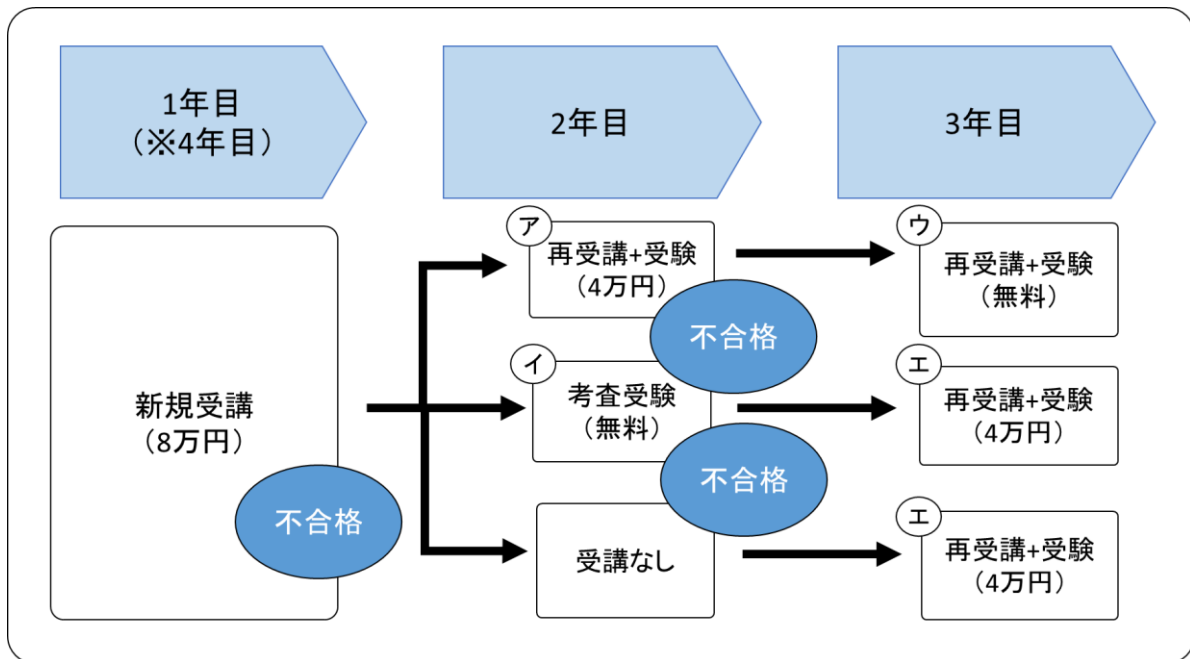 1年目
（※4年目）
2年目
3年目
新規受講
（8万円）
不合格
ア
再受講+受験
（4万円）
不合格
イ
考査受験
（無料）
不合格
受講なし
ウ
再受講+受験
（無料）
エ
再受講+受験
（4万円）
エ
再受講+受験
（4万円）